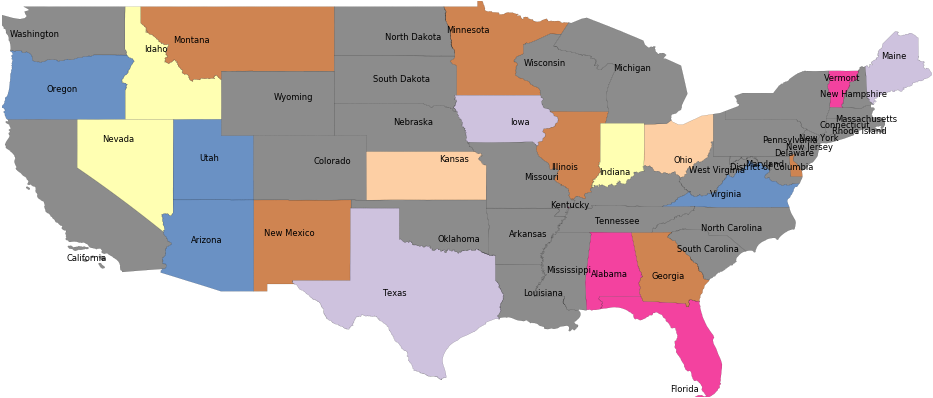 Washington
Idaho
Montana
North Dakota
Minnesota
Wisconsin
Michigan
Maine
Vermont
New Hampshire
Oregon
Wyoming
South Dakota
Nebraska
Iowa
Massachusetts
Connecticut
Rhode Island
Nevada
Utah
Colorado
Kansas
Missouri
Illinois
Indiana
Ohio
West Virginia
Pennsylvania
New York
New Jersey
Delaware
Maryland
District of Columbia
Virginia
Kentucky
California
Arizona
New Mexico
Oklahoma
Arkansas
Tennessee
North Carolina
South Carolina
Texas
Louisiana
Mississippi
Alabama
Georgia
Florida